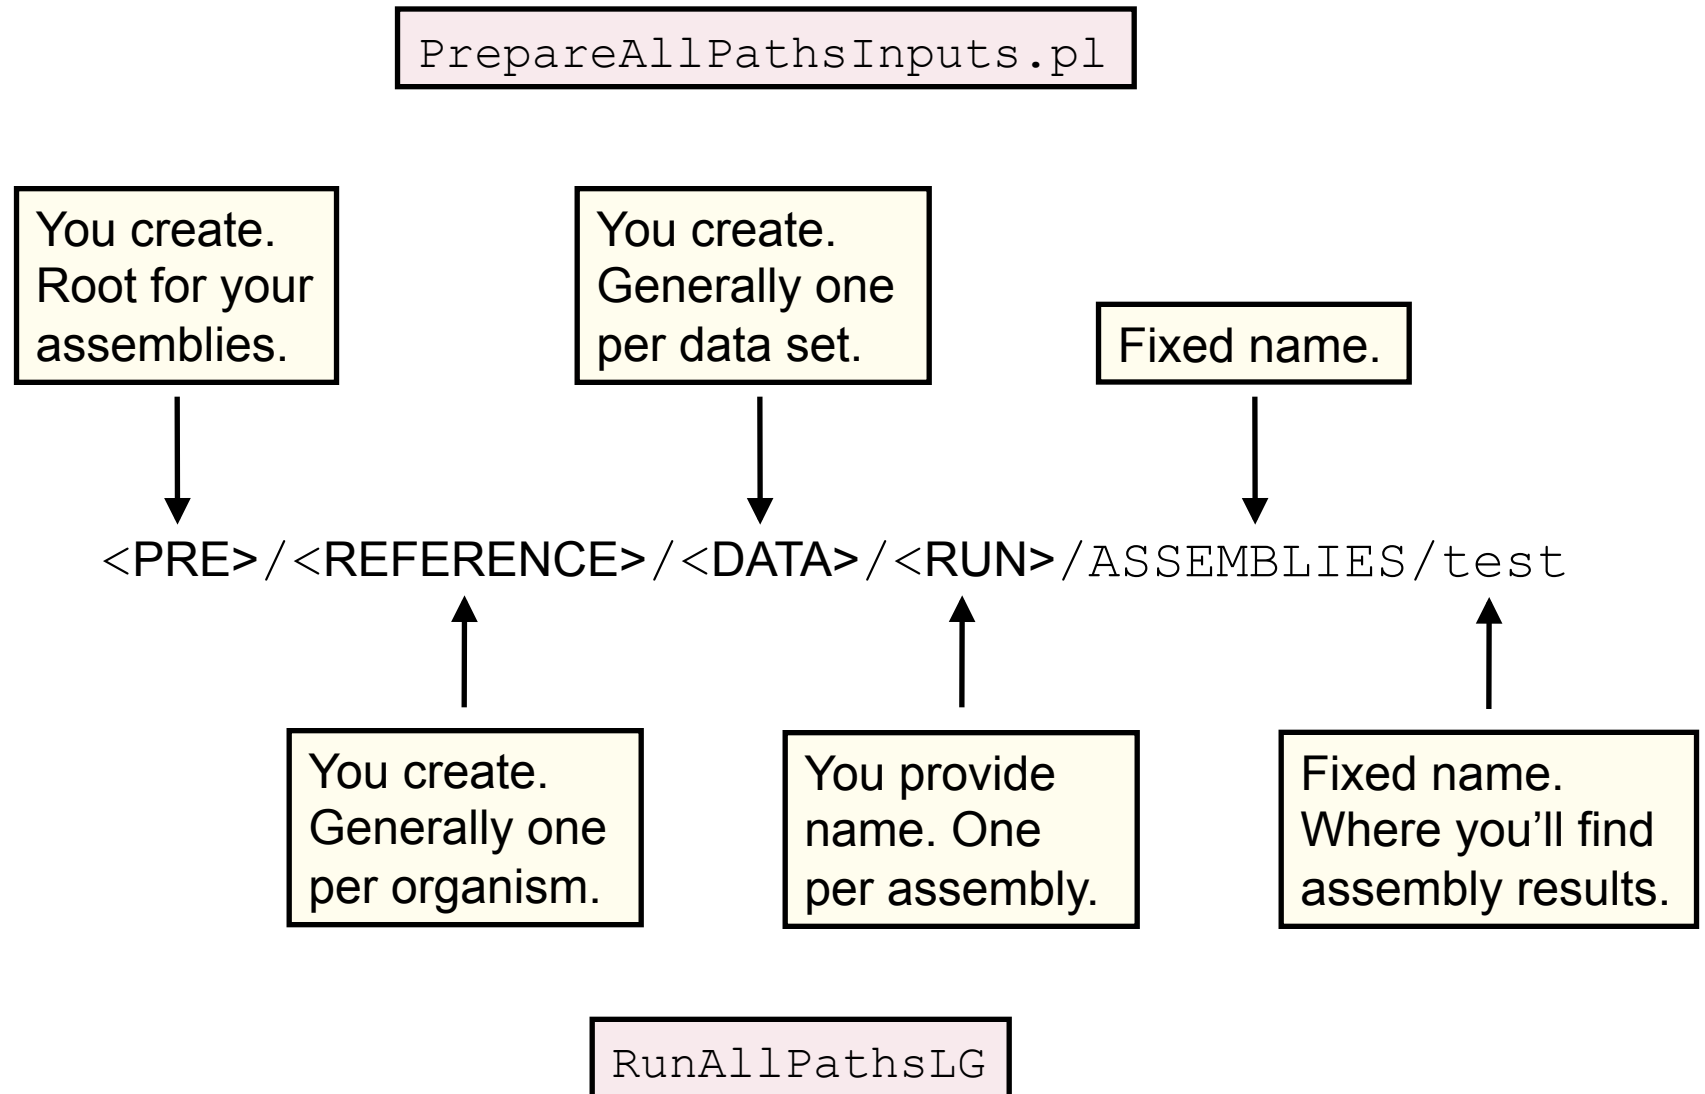 PrepareAllPathsInputs.pl
You create.
Root for your
assemblies.
You create.
Generally one
per data set.
Fixed name.
<PRE>/<REFERENCE>/<DATA>/<RUN>/ASSEMBLIES/test
You create.
Generally one
per organism.
You provide
name. One
per assembly.
Fixed name.
Where you’ll find
assembly results.
RunAllPathsLG